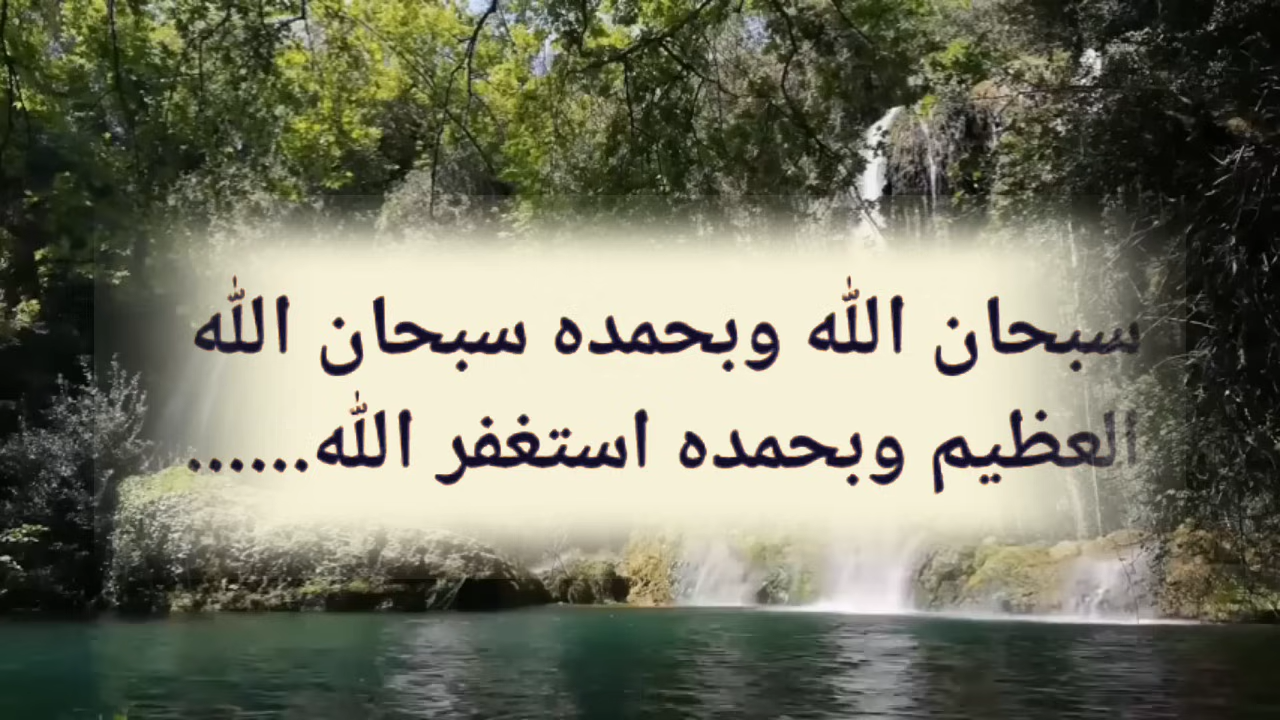 سبحان الله وبحمده سبحان الله
العظيم وبحمده استغفر الله......